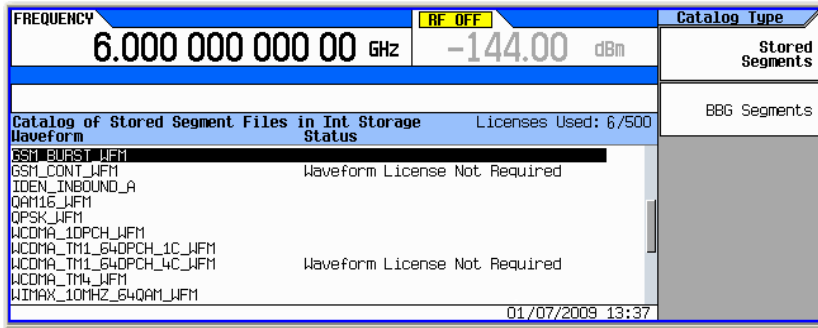 FREQUENCY
6.000 000 000 00 GHz
RF OFF
-144.00 dBm
Catalog Type
Stored Segments
BBG Segments
Catalog of Stored Segment Files in Int Storage
Licenses Used: 6/500
Waveform Status
GSM_BURST_WFM
GSM_CONT_WFM Waveform License Not Required
IDEN_INBOUND_A
QAM16_WFM
QPSK_WFM
WCDMA_1DPCH_WFM
WCDMA_TM1_64DPCH_1C_WFM
WCDMA_TM1_64DPCH_4C_WFM Waveform License Not Required
WCDMA_TM4_WFM
WIMAX_10MHZ_64QAM_WFM
01/07/2009 13:37